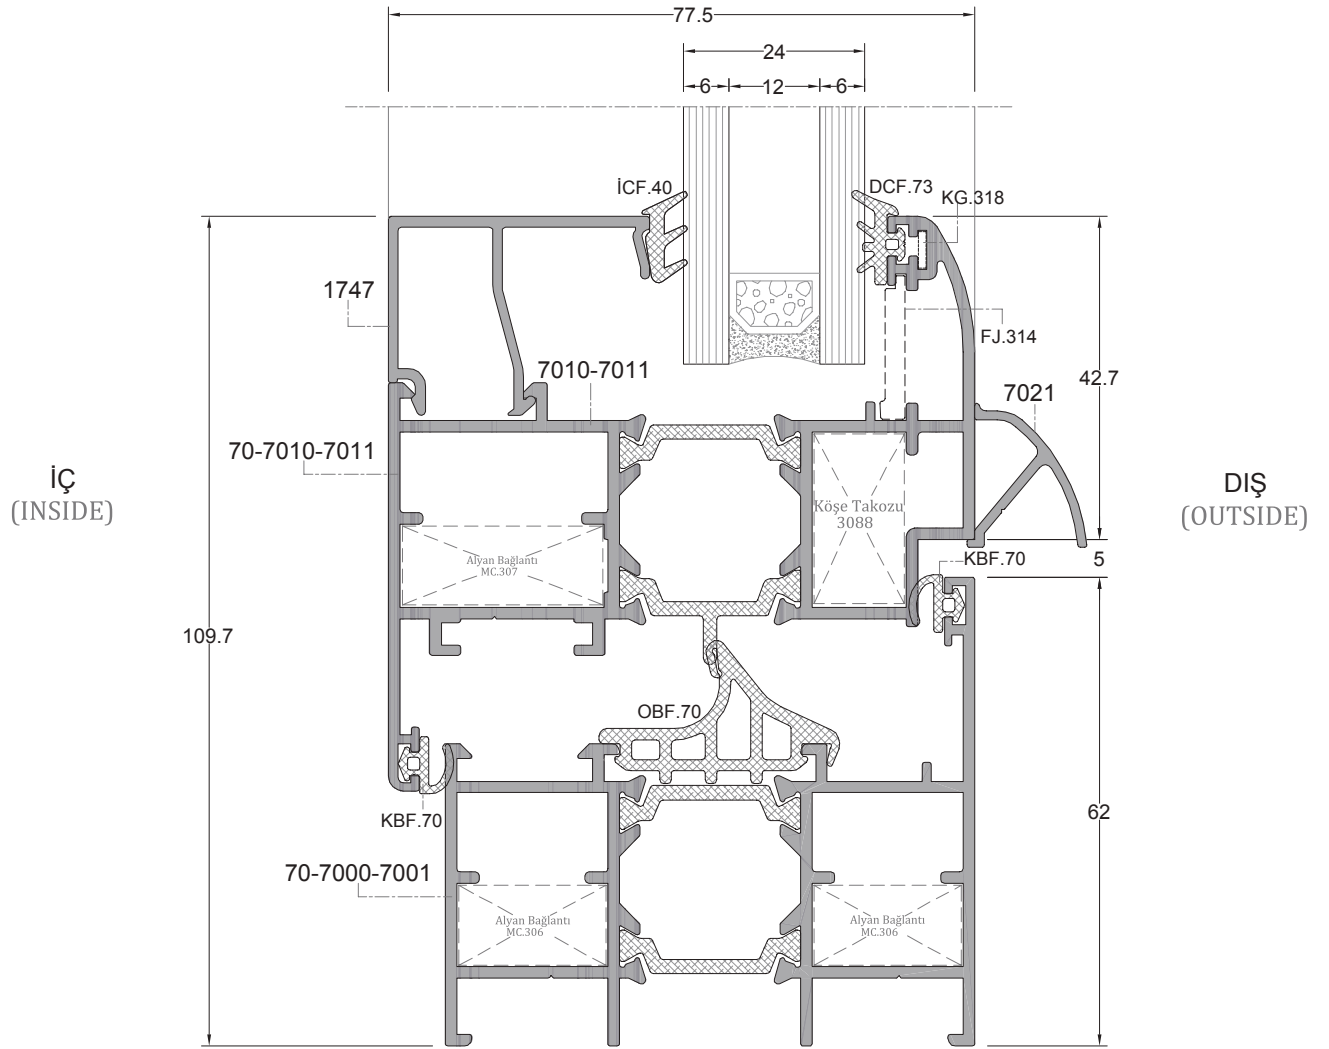 77.5
24
6
12
6
İCF.40
DCF.73
KG.318
1747
FJ.314
7010-7011
42.7
7021
70-7010-7011
İÇ
(INSIDE)
DIŞ
(OUTSIDE)
Köşe Takozu
3088
Alyan Bağlantı
MC.307
KBF.70
5
109.7
OBF.70
KBF.70
62
70-7000-7001
Alyan Bağlantı
MC.306
Alyan Bağlantı
MC.306